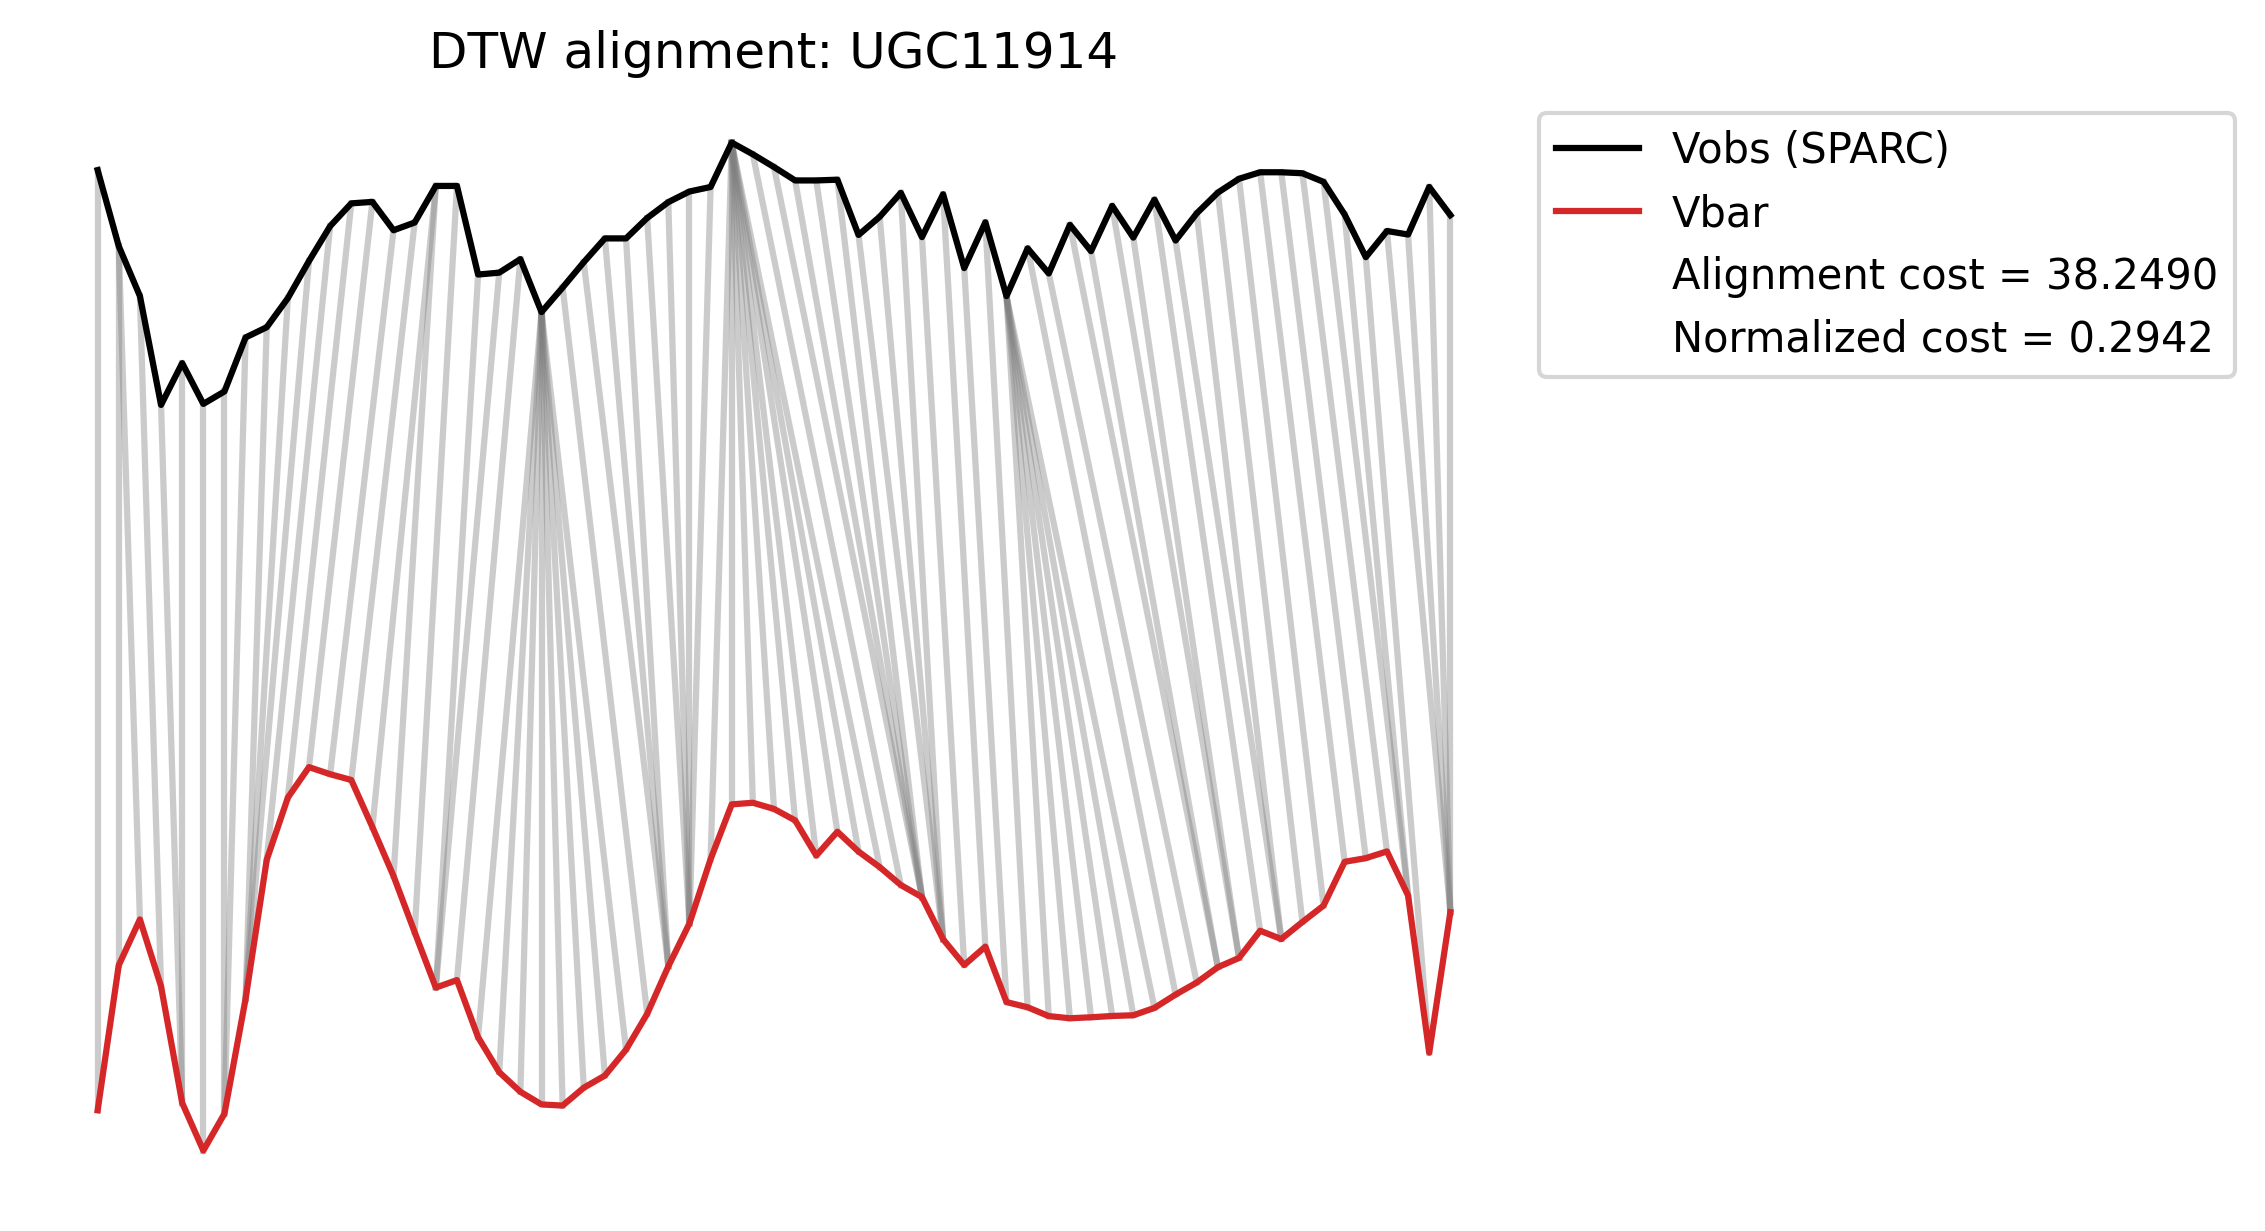 DTW alignment: UGC11914
Vobs (SPARC)
Vbar
Alignment cost = 38.2490
Normalized cost = 0.2942